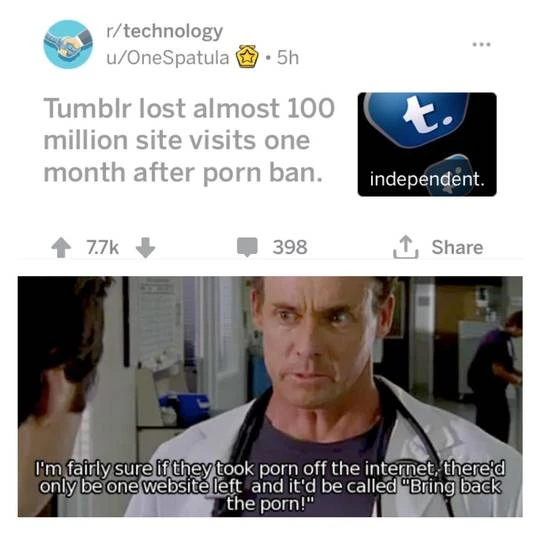 r/technology
u/OneSpatula • 5h
Tumblr lost almost 100
million site visits one
month after porn ban.
t.
independent.
7.7k
398
Share
I'm fairly sure if they took porn off the internet, there'd
only be one website left and it'd be called "Bring back
the porn!"